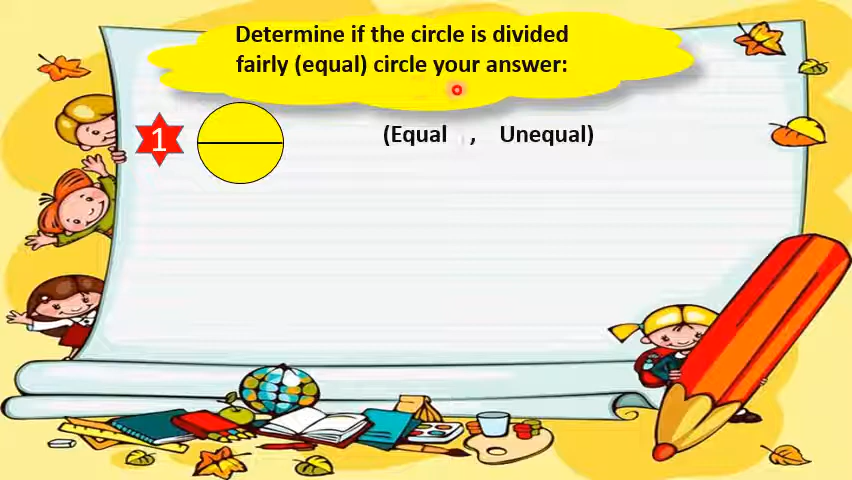 Determine if the circle is divided
fairly (equal) circle your answer:
1
(Equal , Unequal)